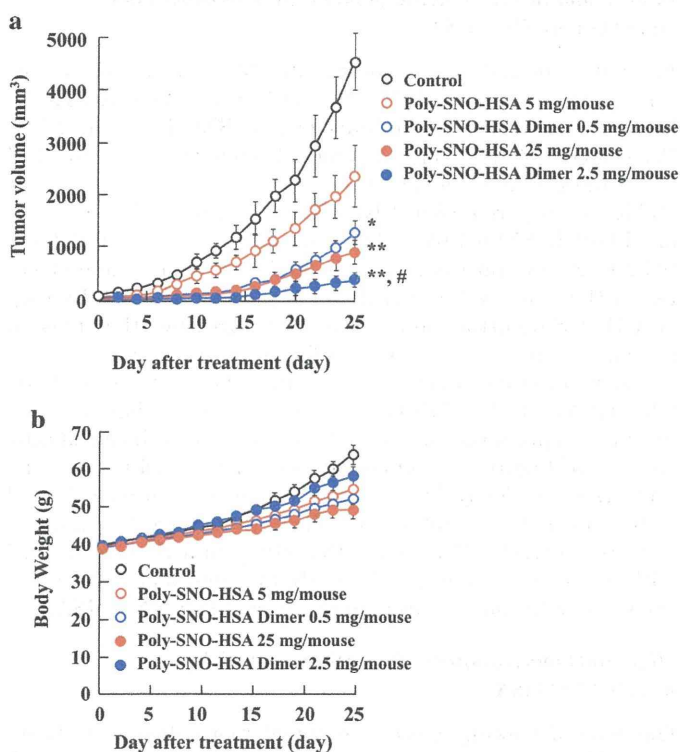 a
Tumor volume (mm³)
5000
4000
3000
2000
1000
0
0 5 10 15 20 25
Day after treatment (day)
Control
Poly-SNO-HSA 5 mg/mouse
Poly-SNO-HSA Dimer 0.5 mg/mouse
Poly-SNO-HSA 25 mg/mouse
Poly-SNO-HSA Dimer 2.5 mg/mouse
*
**
**, #
b
Body Weight (g)
70
60
50
40
30
20
10
0
Control
Poly-SNO-HSA 5 mg/mouse
Poly-SNO-HSA Dimer 0.5 mg/mouse
Poly-SNO-HSA 25 mg/mouse
Poly-SNO-HSA Dimer 2.5 mg/mouse
0 5 10 15 20 25
Day after treatment (day)